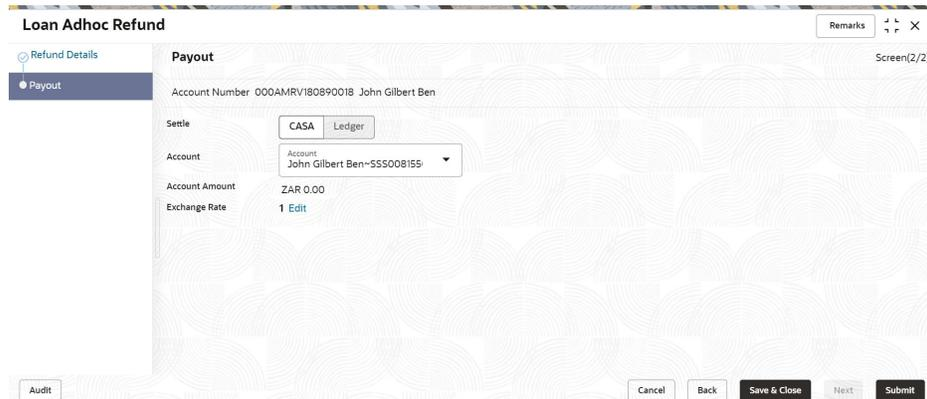 Loan Adhoc Refund
Remarks
Refund Details
Payout
Payout
Screen(2/2)
Account Number 000AMRV180890018 John Gilbert Ben
Settle
CASA Ledger
Account
Account
John Gilbert Ben~SSS008155
Account Amount
ZAR 0.00
Exchange Rate
1 Edit
Audit
Cancel
Back
Save & Close
Next
Submit